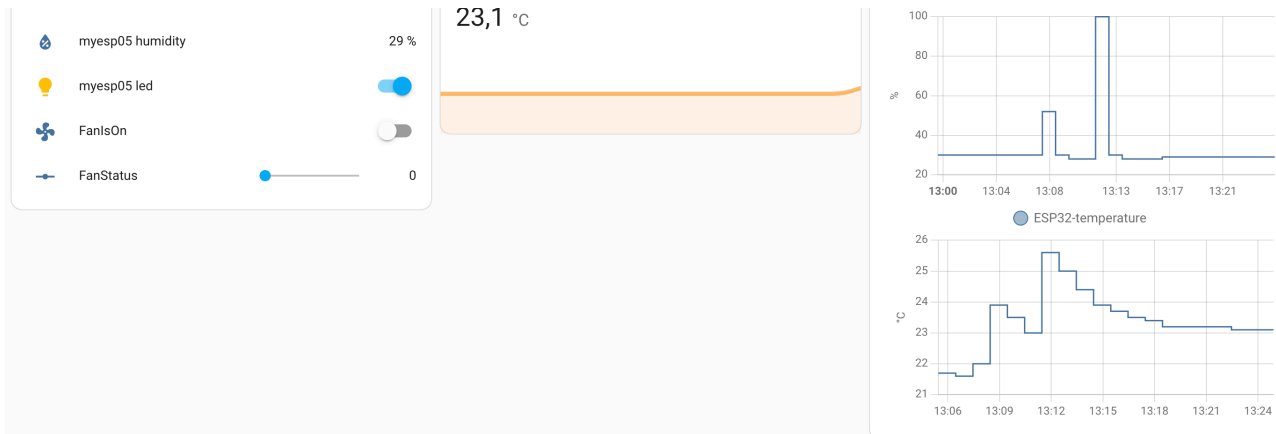 23,1 °C
myesp05 humidity 29 %
myesp05 led
FanIsOn
FanStatus 0
100
80
60
40
20
%
13:00 13:04 13:08 13:13 13:17 13:21
ESP32-temperature
26
25
24
23
22
21
°C
13:06 13:09 13:12 13:15 13:18 13:21 13:24